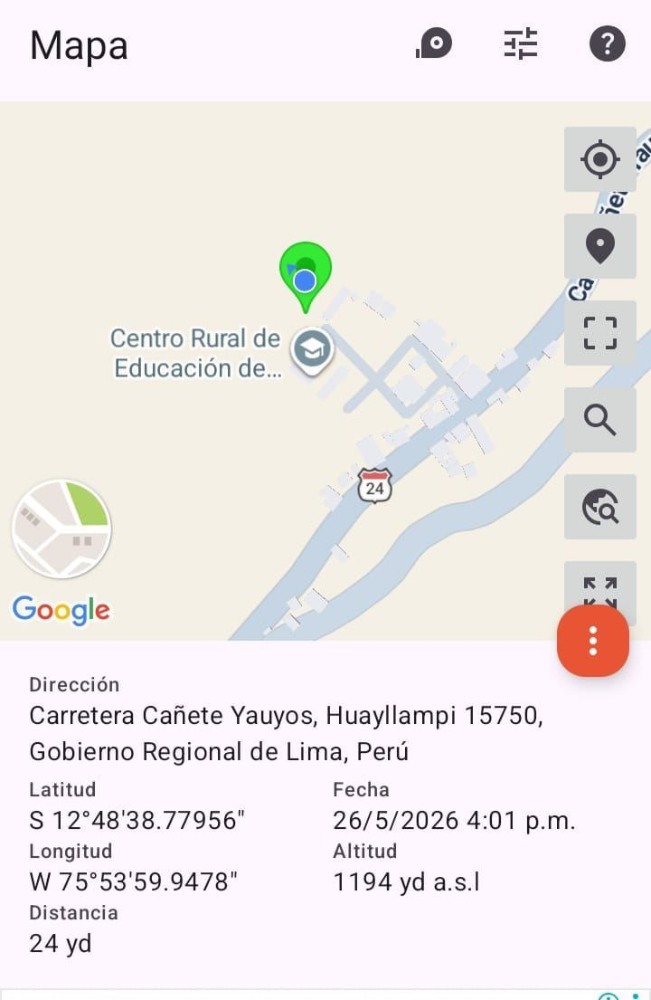 Mapa
Centro Rural de
Educación de...
24
Google
Dirección
Carretera Cañete Yauyos, Huayllampi 15750,
Gobierno Regional de Lima, Perú
Latitud
S 12°48'38.77956"
Fecha
26/5/2026 4:01 p.m.
Longitud
W 75°53'59.9478"
Altitud
1194 yd a.s.l
Distancia
24 yd